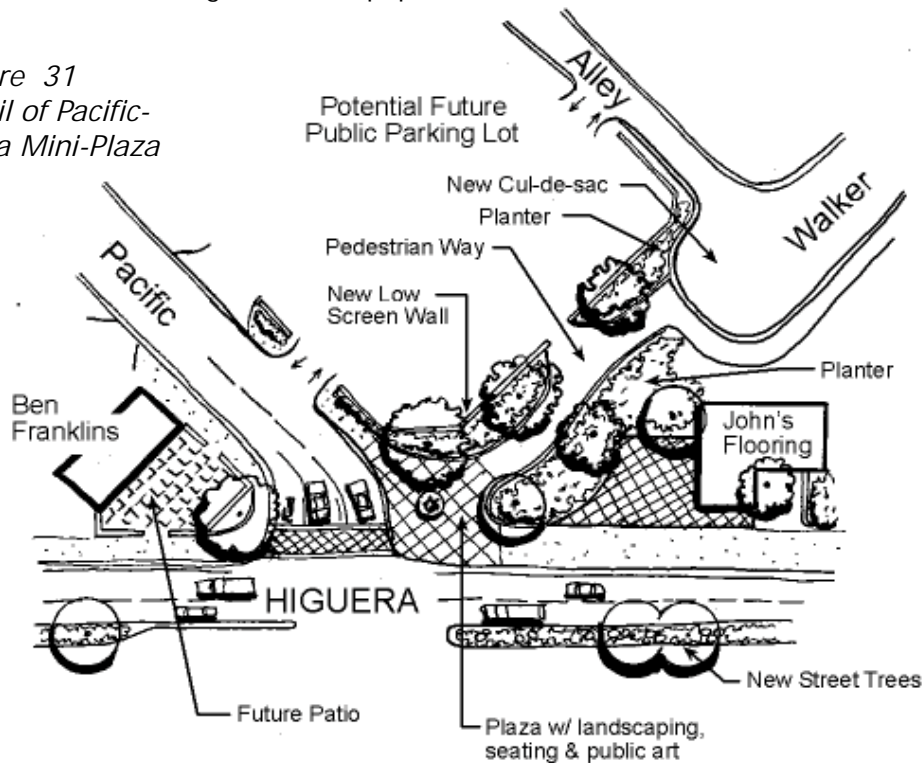 re 31
il of Pacific-
a Mini-Plaza
Potential Future
Public Parking Lot
Alley
New Cul-de-sac
Planter
Walker
Pedestrian Way
Pacific
New Low
Screen Wall
Planter
Ben
Franklins
John's
Flooring
HIGUERA
New Street Trees
Future Patio
Plaza w/ landscaping,
seating & public art